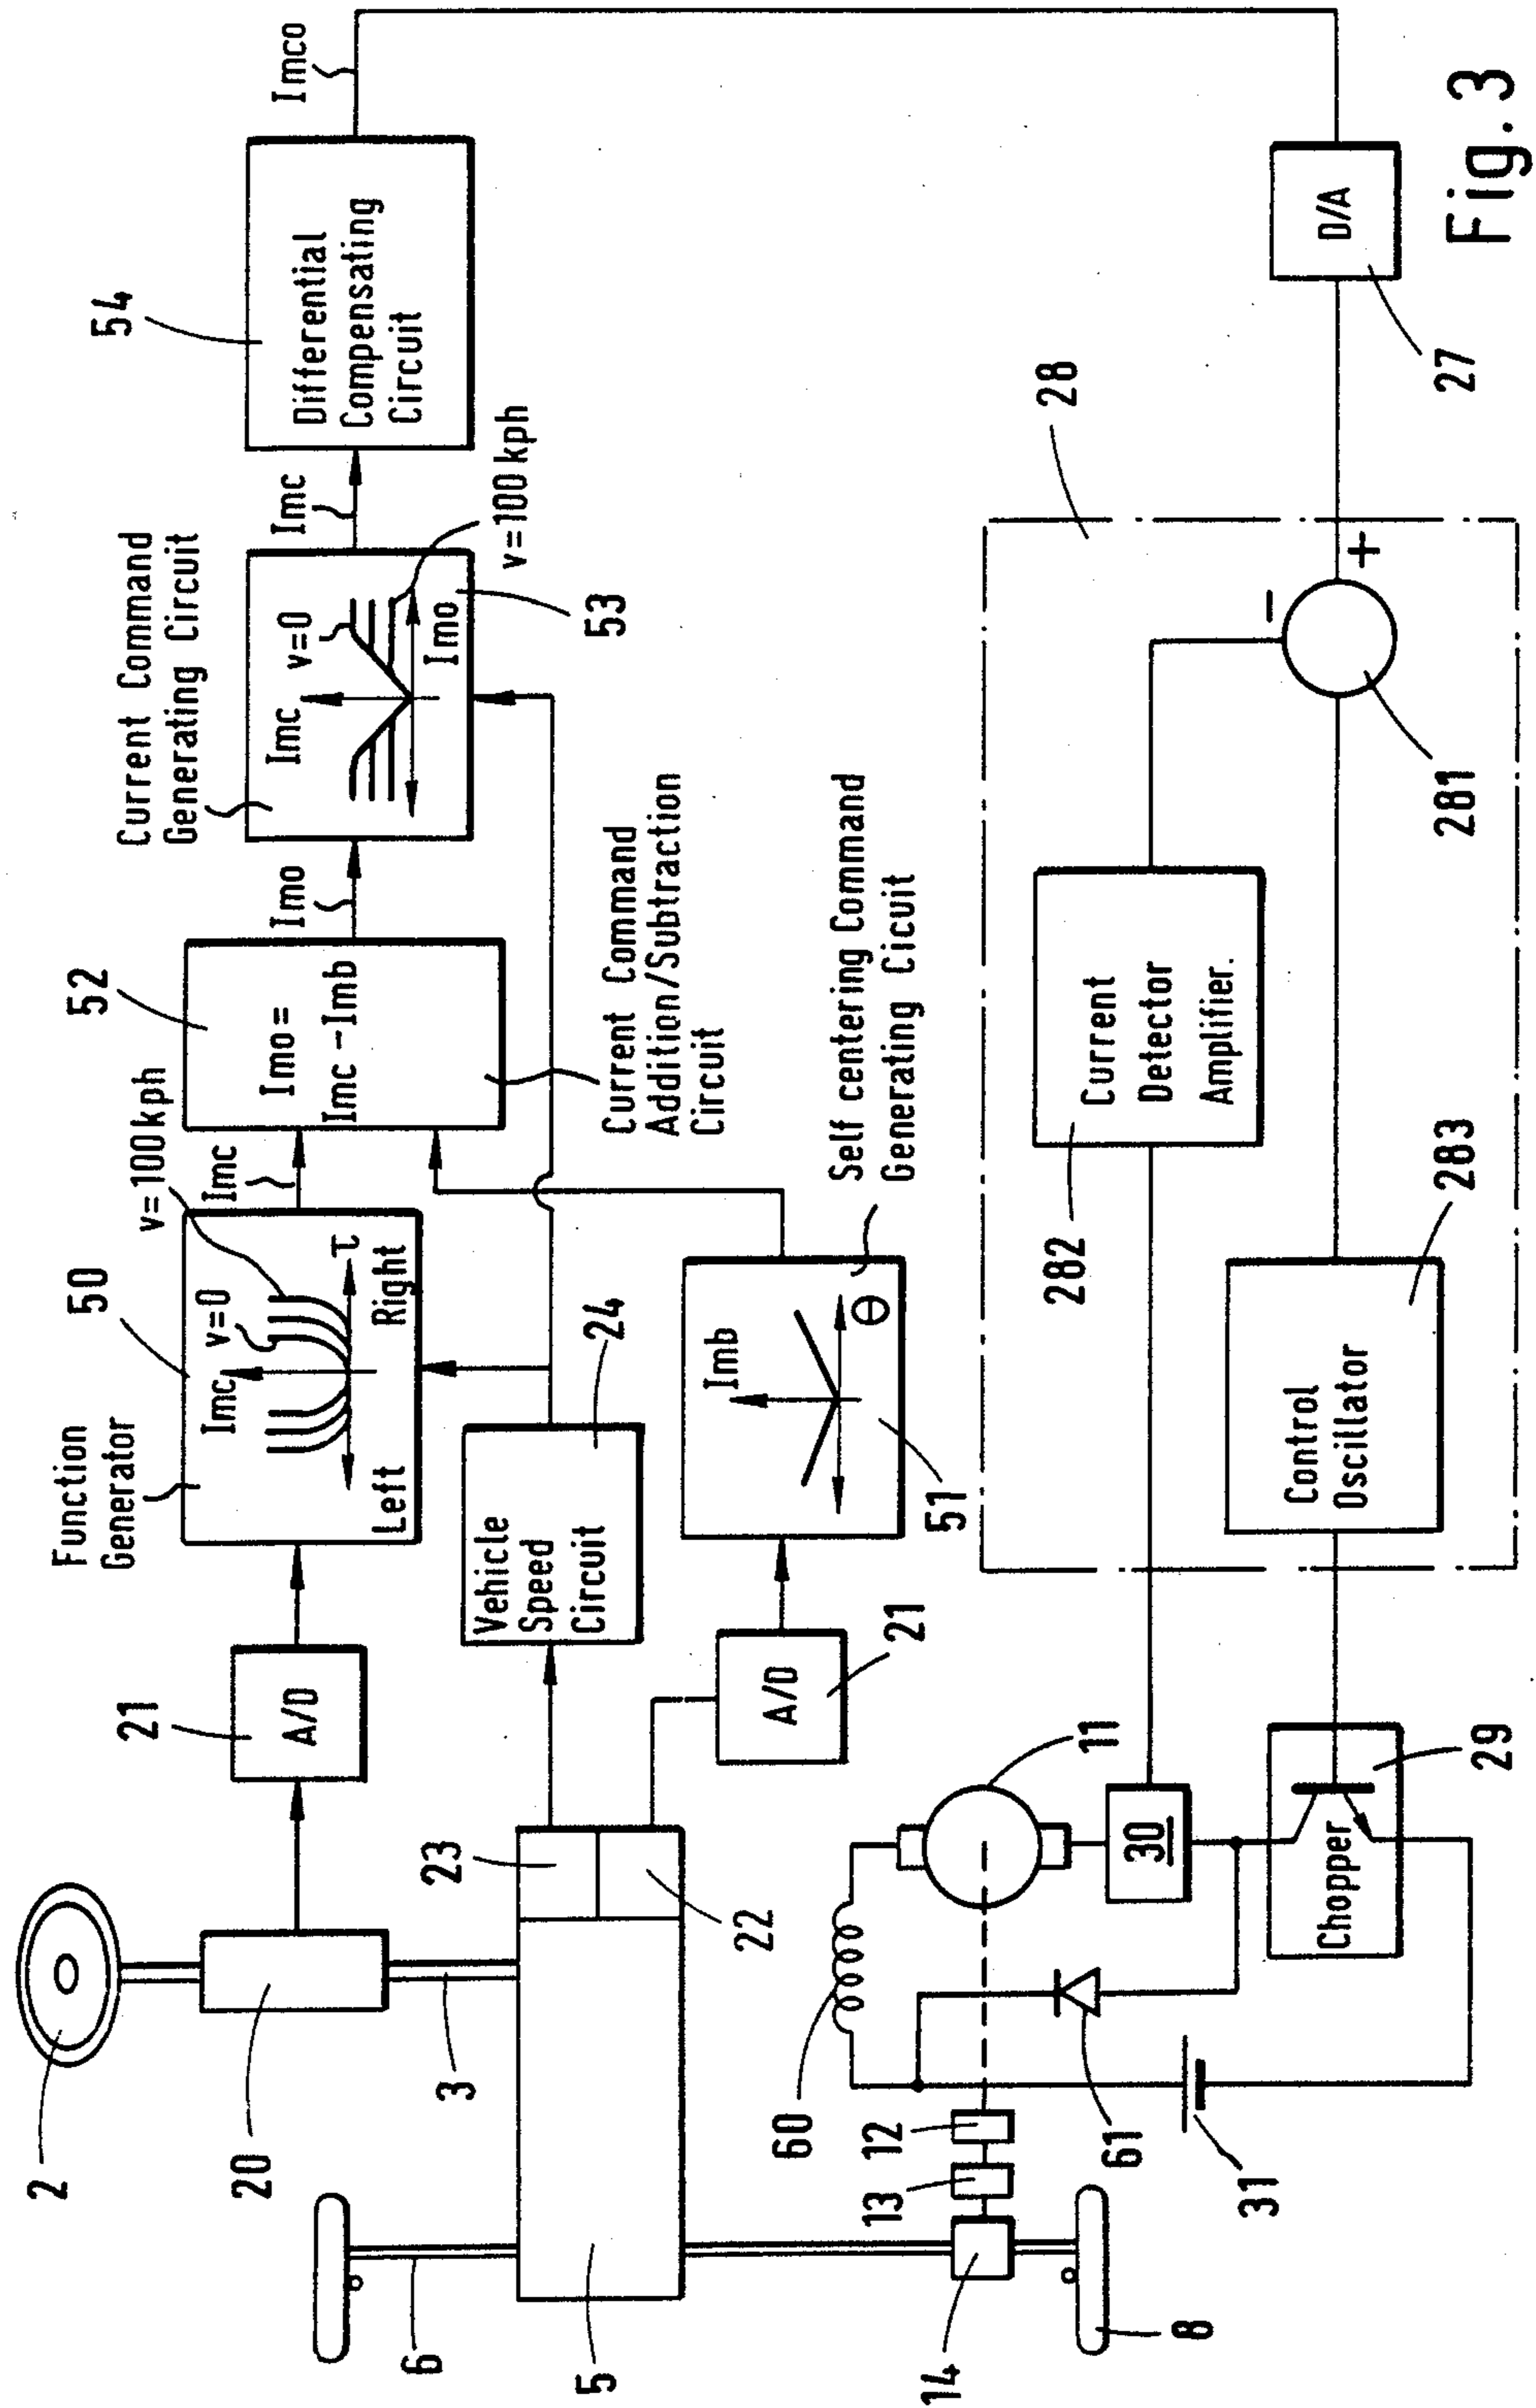 2
20
3
6
5
14
8
13
12
60
61
31
11
30
Chopper
29
22
23
21
A/D
21
A/D
Function
Generator
50
Imc
v=0
v=100kph
τ
Left
Right
Imc
Vehicle
Speed
Circuit
24
Imb
Θ
51
Self centering Command
Generating Cicuit
52
Imo=
Imc-Imb
Current Command
Addition/Subtraction
Circuit
Imo
Current Command
Generating Circuit
Imc
v=0
Imo
v=100kph
53
Imc
54
Differential
Compensating
Circuit
Imco
D/A
27
28
+
−
281
Current
Detector
Amplifier.
282
Control
Oscillator
283
Fig. 3